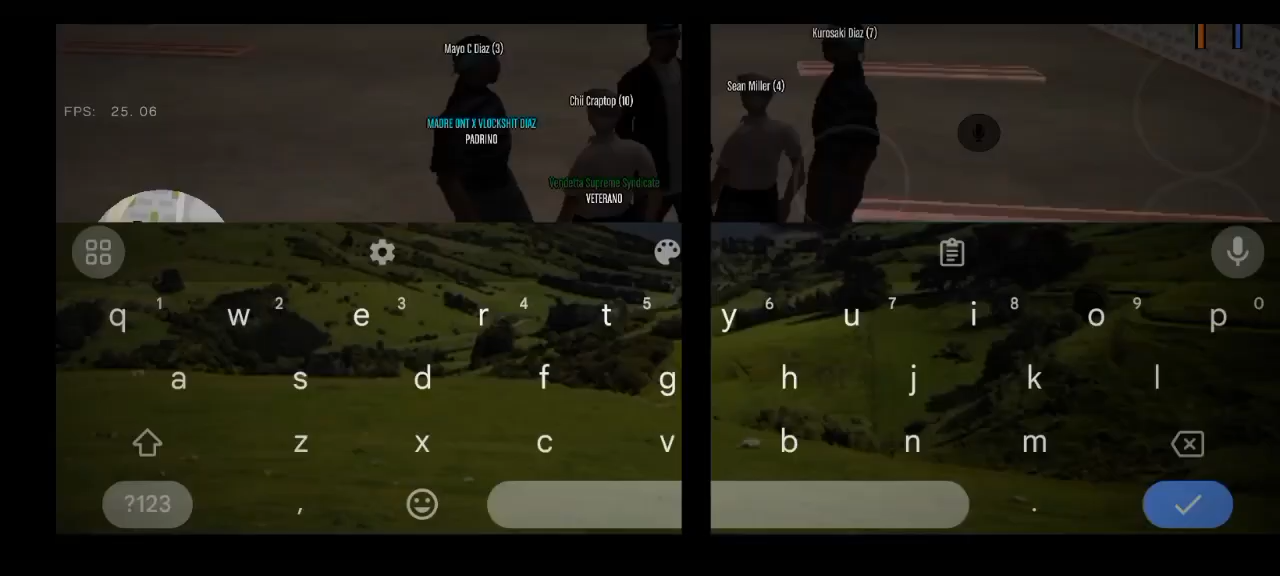 Mayo C Diaz (3)
Kurosaki Diaz (7)
Chii Craptop (10)
Sean Miller (4)
FPS: 25. 06
MADRE ONT X VLOCKSHIT DIAZ
PADRINO
Vendetta Supreme Syndicate
VETERANO
q 1 w 2 e 3 r 4 t 5 y 6 u 7 i 8 o 9 p 0
a s d f g h j k l
z x c v b n m
?123 , .